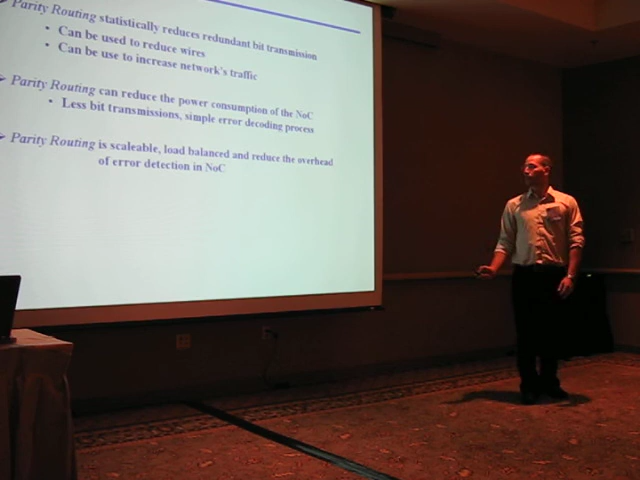 Parity Routing statistically reduces redundant bit transmission
• Can be used to reduce wires
• Can be use to increase network's traffic
Parity Routing can reduce the power consumption of the NoC
• Less bit transmissions, simple error decoding process
Parity Routing is scaleable, load balanced and reduce the overhead
of error detection in NoC